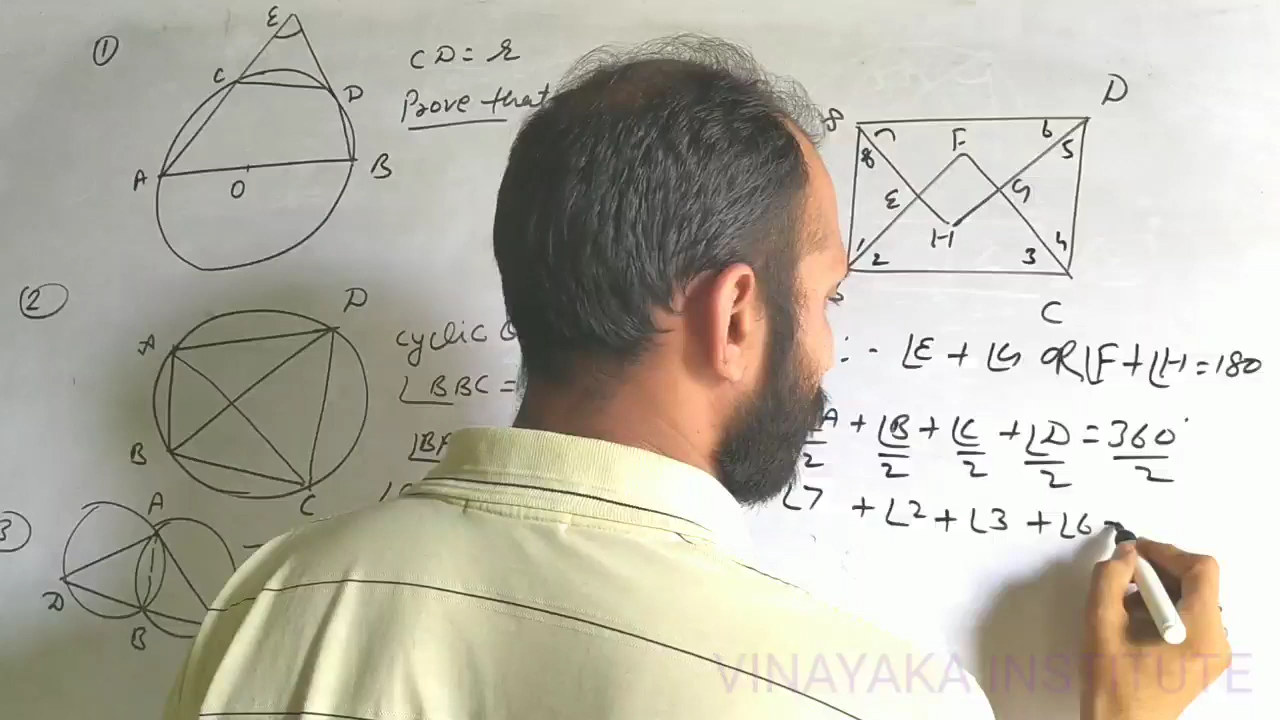 1
E
C
D
A
O
B
CD = r
Prove that
2
D
A
B
C
cyclic
∠BBC =
3
A
D
B
D
7 F 6
8 5
E G
H
1 2 3 4
C
:- ∠E + ∠G OR ∠F + ∠H = 180
A/2 + ∠B/2 + ∠C/2 + ∠D/2 = 360°/2
∠7 + ∠2 + ∠3 + ∠6 =
VINAYAKA INSTITUTE